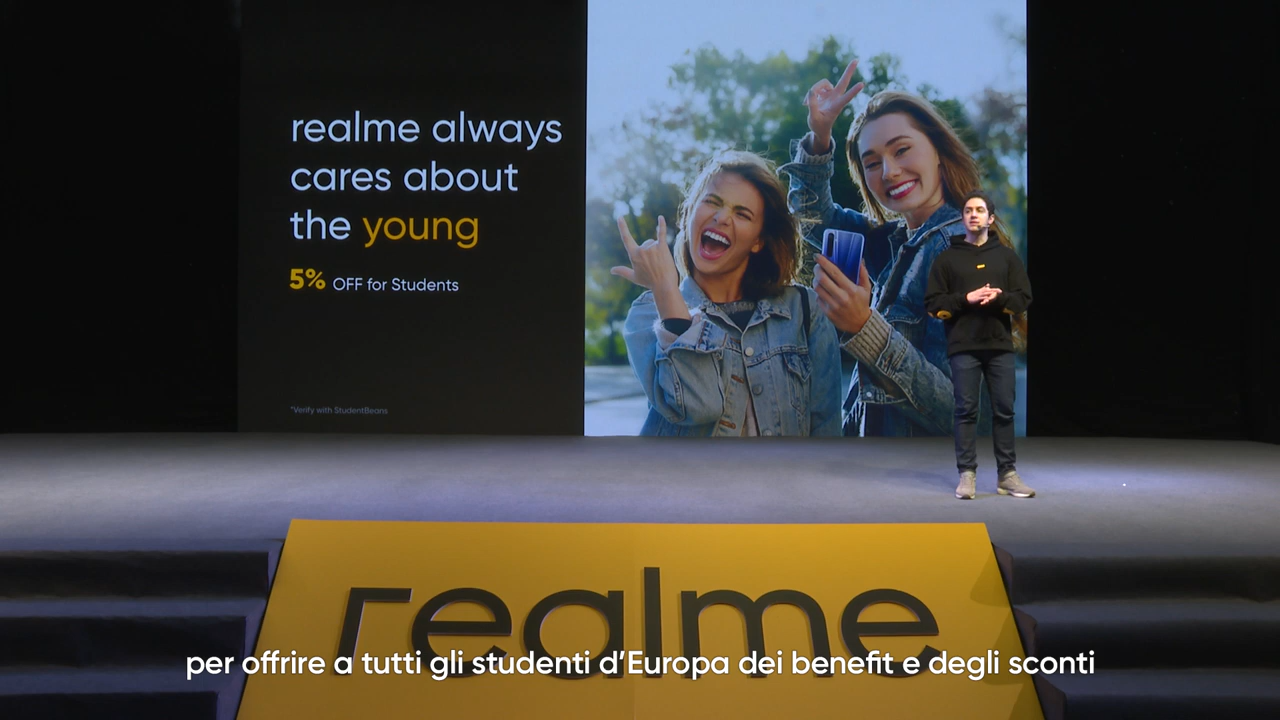 realme always
cares about
the young
5% OFF for Students
*Verify with StudentBeans
realme
per offrire a tutti gli studenti d’Europa dei benefit e degli sconti